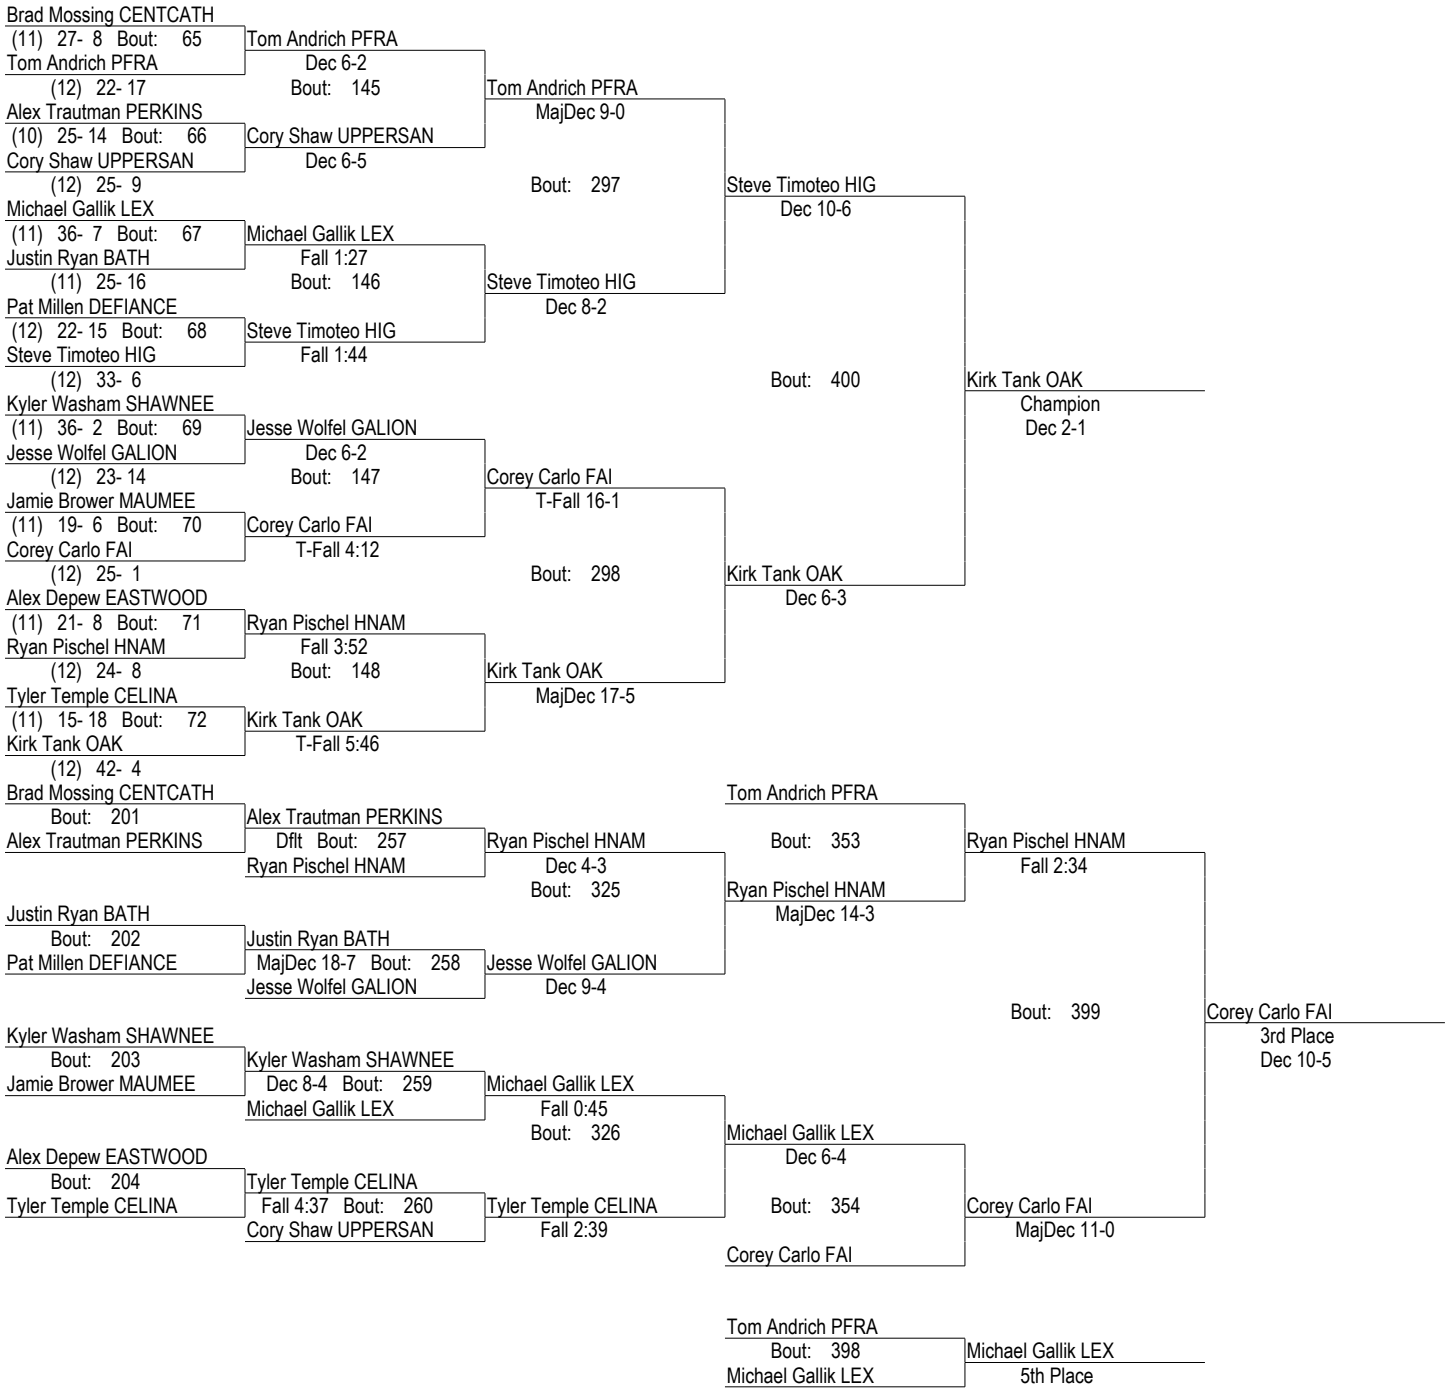 Brad Mossing CENTCATH
(11) 27- 8 Bout: 65 Tom Andrich PFRA
Tom Andrich PFRA Dec 6-2
(12) 22- 17 Bout: 145 Tom Andrich PFRA
Alex Trautman PERKINS MajDec 9-0
(10) 25- 14 Bout: 66 Cory Shaw UPPERSAN
Cory Shaw UPPERSAN Dec 6-5
(12) 25- 9 Bout: 297 Steve Timoteo HIG
Michael Gallik LEX Dec 10-6
(11) 36- 7 Bout: 67 Michael Gallik LEX
Justin Ryan BATH Fall 1:27
(11) 25- 16 Bout: 146 Steve Timoteo HIG
Pat Millen DEFIANCE Dec 8-2
(12) 22- 15 Bout: 68 Steve Timoteo HIG
Steve Timoteo HIG Fall 1:44
(12) 33- 6 Bout: 400 Kirk Tank OAK
Kyler Washam SHAWNEE Champion
(11) 36- 2 Bout: 69 Jesse Wolfel GALION Dec 2-1
Jesse Wolfel GALION Dec 6-2
(12) 23- 14 Bout: 147 Corey Carlo FAI
Jamie Brower MAUMEE T-Fall 16-1
(11) 19- 6 Bout: 70 Corey Carlo FAI
Corey Carlo FAI T-Fall 4:12
(12) 25- 1 Bout: 298 Kirk Tank OAK
Alex Depew EASTWOOD Dec 6-3
(11) 21- 8 Bout: 71 Ryan Pischel HNAM
Ryan Pischel HNAM Fall 3:52
(12) 24- 8 Bout: 148 Kirk Tank OAK
Tyler Temple CELINA MajDec 17-5
(11) 15- 18 Bout: 72 Kirk Tank OAK
Kirk Tank OAK T-Fall 5:46
(12) 42- 4
Brad Mossing CENTCATH Tom Andrich PFRA
Bout: 201 Alex Trautman PERKINS
Alex Trautman PERKINS Dflt Bout: 257 Ryan Pischel HNAM Bout: 353 Ryan Pischel HNAM
Ryan Pischel HNAM Dec 4-3 Fall 2:34
Bout: 325 Ryan Pischel HNAM
Justin Ryan BATH MajDec 14-3
Bout: 202 Justin Ryan BATH
Pat Millen DEFIANCE MajDec 18-7 Bout: 258 Jesse Wolfel GALION
Jesse Wolfel GALION Dec 9-4
Bout: 399 Corey Carlo FAI
Kyler Washam SHAWNEE 3rd Place
Bout: 203 Kyler Washam SHAWNEE Dec 10-5
Jamie Brower MAUMEE Dec 8-4 Bout: 259 Michael Gallik LEX
Michael Gallik LEX Fall 0:45
Bout: 326 Michael Gallik LEX
Alex Depew EASTWOOD Dec 6-4
Bout: 204 Tyler Temple CELINA
Tyler Temple CELINA Fall 4:37 Bout: 260 Tyler Temple CELINA Bout: 354 Corey Carlo FAI
Cory Shaw UPPERSAN Fall 2:39 MajDec 11-0
Corey Carlo FAI
Tom Andrich PFRA
Bout: 398 Michael Gallik LEX
Michael Gallik LEX 5th Place